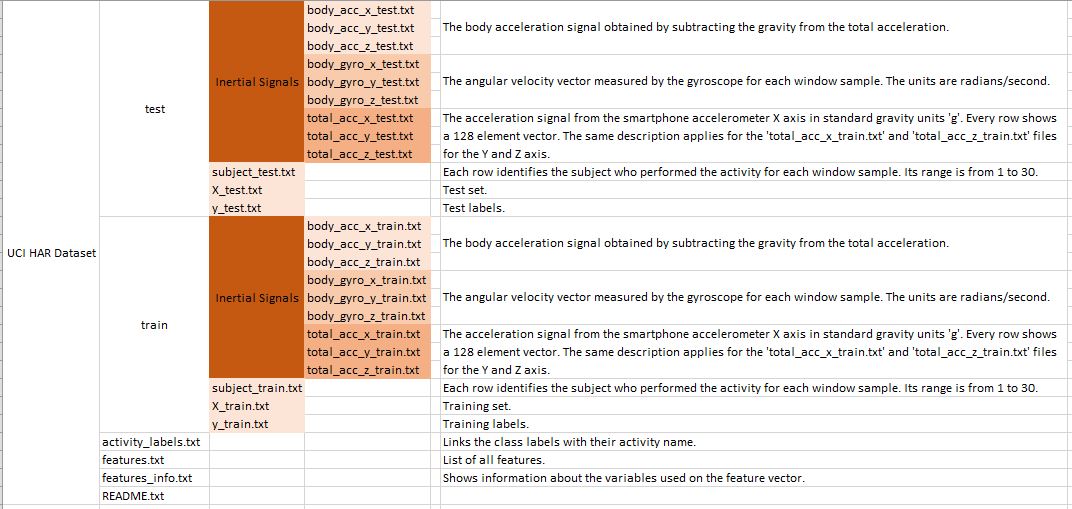 body_acc_x_test.txt
body_acc_y_test.txt
body_acc_z_test.txt
The body acceleration signal obtained by subtracting the gravity from the total acceleration.
Inertial Signals
body_gyro_x_test.txt
body_gyro_y_test.txt
body_gyro_z_test.txt
The angular velocity vector measured by the gyroscope for each window sample. The units are radians/second.
test
total_acc_x_test.txt
total_acc_y_test.txt
total_acc_z_test.txt
The acceleration signal from the smartphone accelerometer X axis in standard gravity units 'g'. Every row shows
a 128 element vector. The same description applies for the 'total_acc_x_train.txt' and 'total_acc_z_train.txt' files
for the Y and Z axis.
subject_test.txt
Each row identifies the subject who performed the activity for each window sample. Its range is from 1 to 30.
X_test.txt
Test set.
y_test.txt
Test labels.
UCI HAR Dataset
body_acc_x_train.txt
body_acc_y_train.txt
body_acc_z_train.txt
The body acceleration signal obtained by subtracting the gravity from the total acceleration.
Inertial Signals
body_gyro_x_train.txt
body_gyro_y_train.txt
body_gyro_z_train.txt
The angular velocity vector measured by the gyroscope for each window sample. The units are radians/second.
train
total_acc_x_train.txt
total_acc_y_train.txt
total_acc_z_train.txt
The acceleration signal from the smartphone accelerometer X axis in standard gravity units 'g'. Every row shows
a 128 element vector. The same description applies for the 'total_acc_x_train.txt' and 'total_acc_z_train.txt' files
for the Y and Z axis.
subject_train.txt
Each row identifies the subject who performed the activity for each window sample. Its range is from 1 to 30.
X_train.txt
Training set.
y_train.txt
Training labels.
activity_labels.txt
Links the class labels with their activity name.
features.txt
List of all features.
features_info.txt
Shows information about the variables used on the feature vector.
README.txt